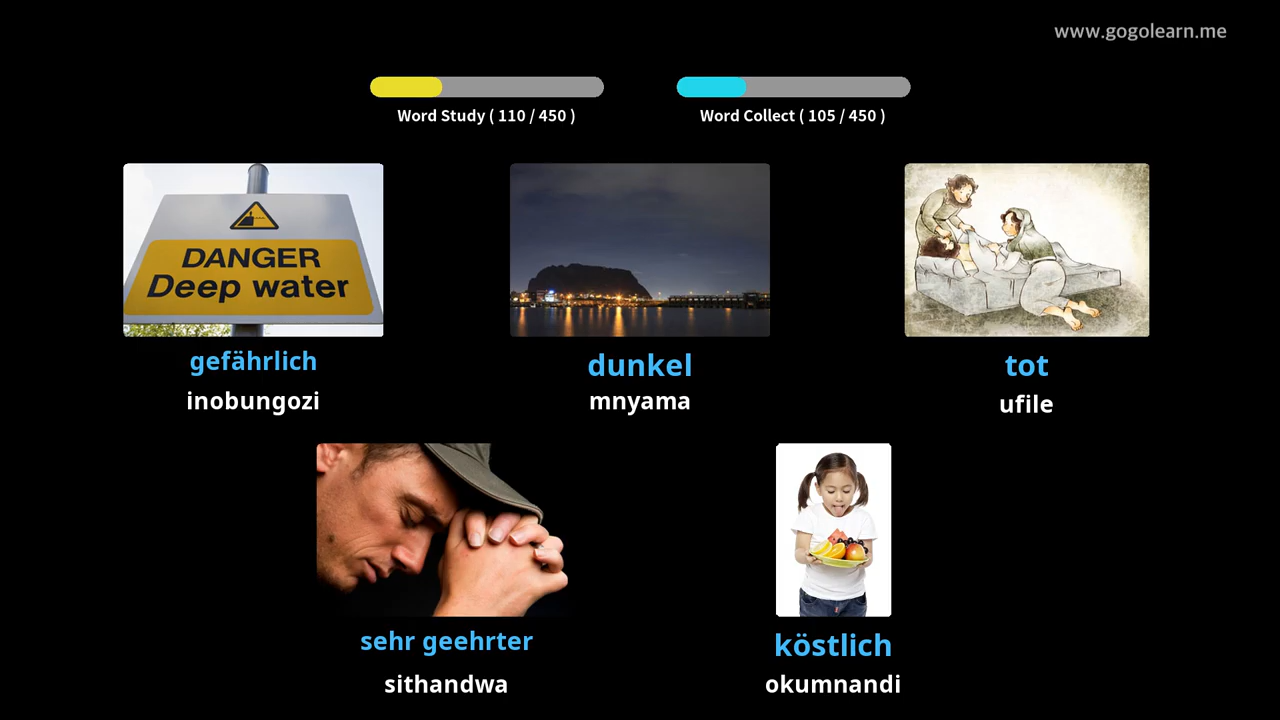 www.gogolearn.me
Word Study ( 110 / 450 )
Word Collect ( 105 / 450 )
DANGER
Deep water
gefährlich
inobungozi
dunkel
mnyama
tot
ufile
sehr geehrter
sithandwa
köstlich
okumnandi